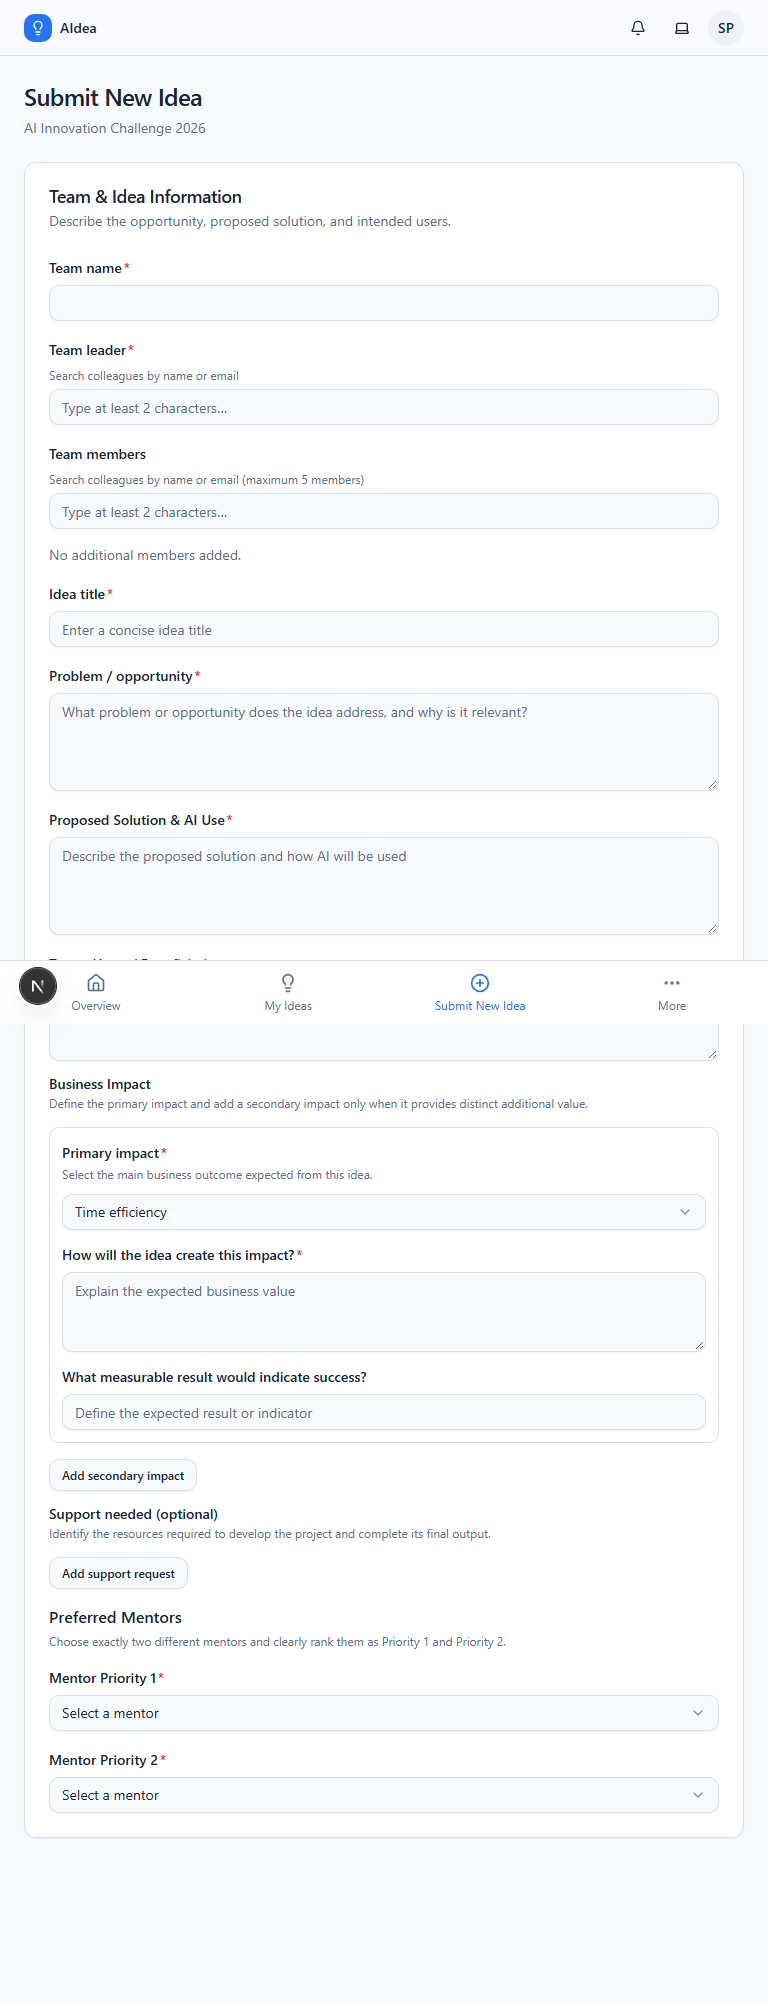 AIdea
SP
Submit New Idea
AI Innovation Challenge 2026
Team & Idea Information
Describe the opportunity, proposed solution, and intended users.
Team name*
Team leader*
Search colleagues by name or email
Type at least 2 characters...
Team members
Search colleagues by name or email (maximum 5 members)
Type at least 2 characters...
No additional members added.
Idea title*
Enter a concise idea title
Problem / opportunity*
What problem or opportunity does the idea address, and why is it relevant?
Proposed Solution & AI Use*
Describe the proposed solution and how AI will be used
N
Overview
My Ideas
Submit New Idea
More
Business Impact
Define the primary impact and add a secondary impact only when it provides distinct additional value.
Primary impact*
Select the main business outcome expected from this idea.
Time efficiency
How will the idea create this impact?*
Explain the expected business value
What measurable result would indicate success?
Define the expected result or indicator
Add secondary impact
Support needed (optional)
Identify the resources required to develop the project and complete its final output.
Add support request
Preferred Mentors
Choose exactly two different mentors and clearly rank them as Priority 1 and Priority 2.
Mentor Priority 1*
Select a mentor
Mentor Priority 2*
Select a mentor